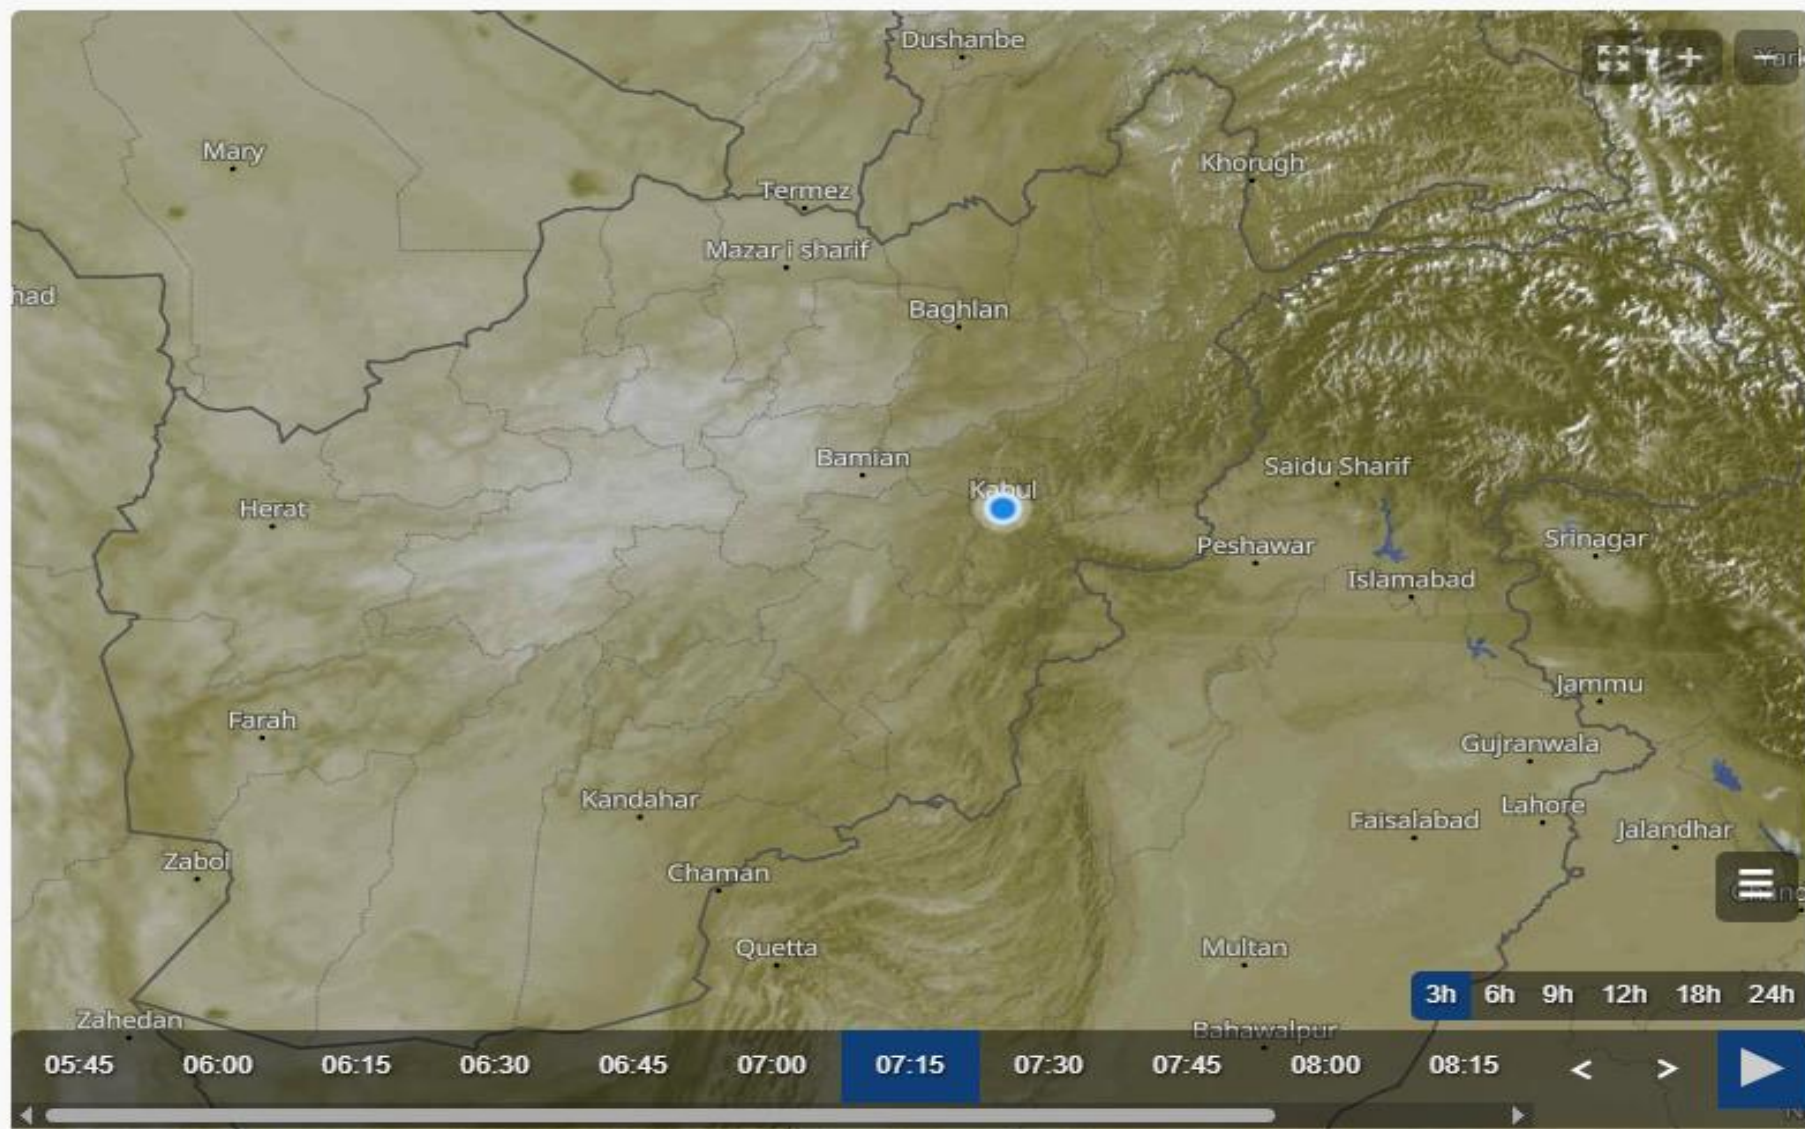 Dushanbe
Mary
Khorugh
Termez
Mazar i sharif
Baghlan
Bamian
Kabul
Saidu Sharif
Herat
Srinagar
Peshawar
Islamabad
Jammu
Farah
Gujranwala
Kandahar
Lahore
Faisalabad
Jalandhar
Zabol
Chaman
Quetta
Multan
3h 6h 9h 12h 18h 24h
Zahedan
Bahawalpur
05:45 06:00 06:15 06:30 06:45 07:00 07:15 07:30 07:45 08:00 08:15 < >